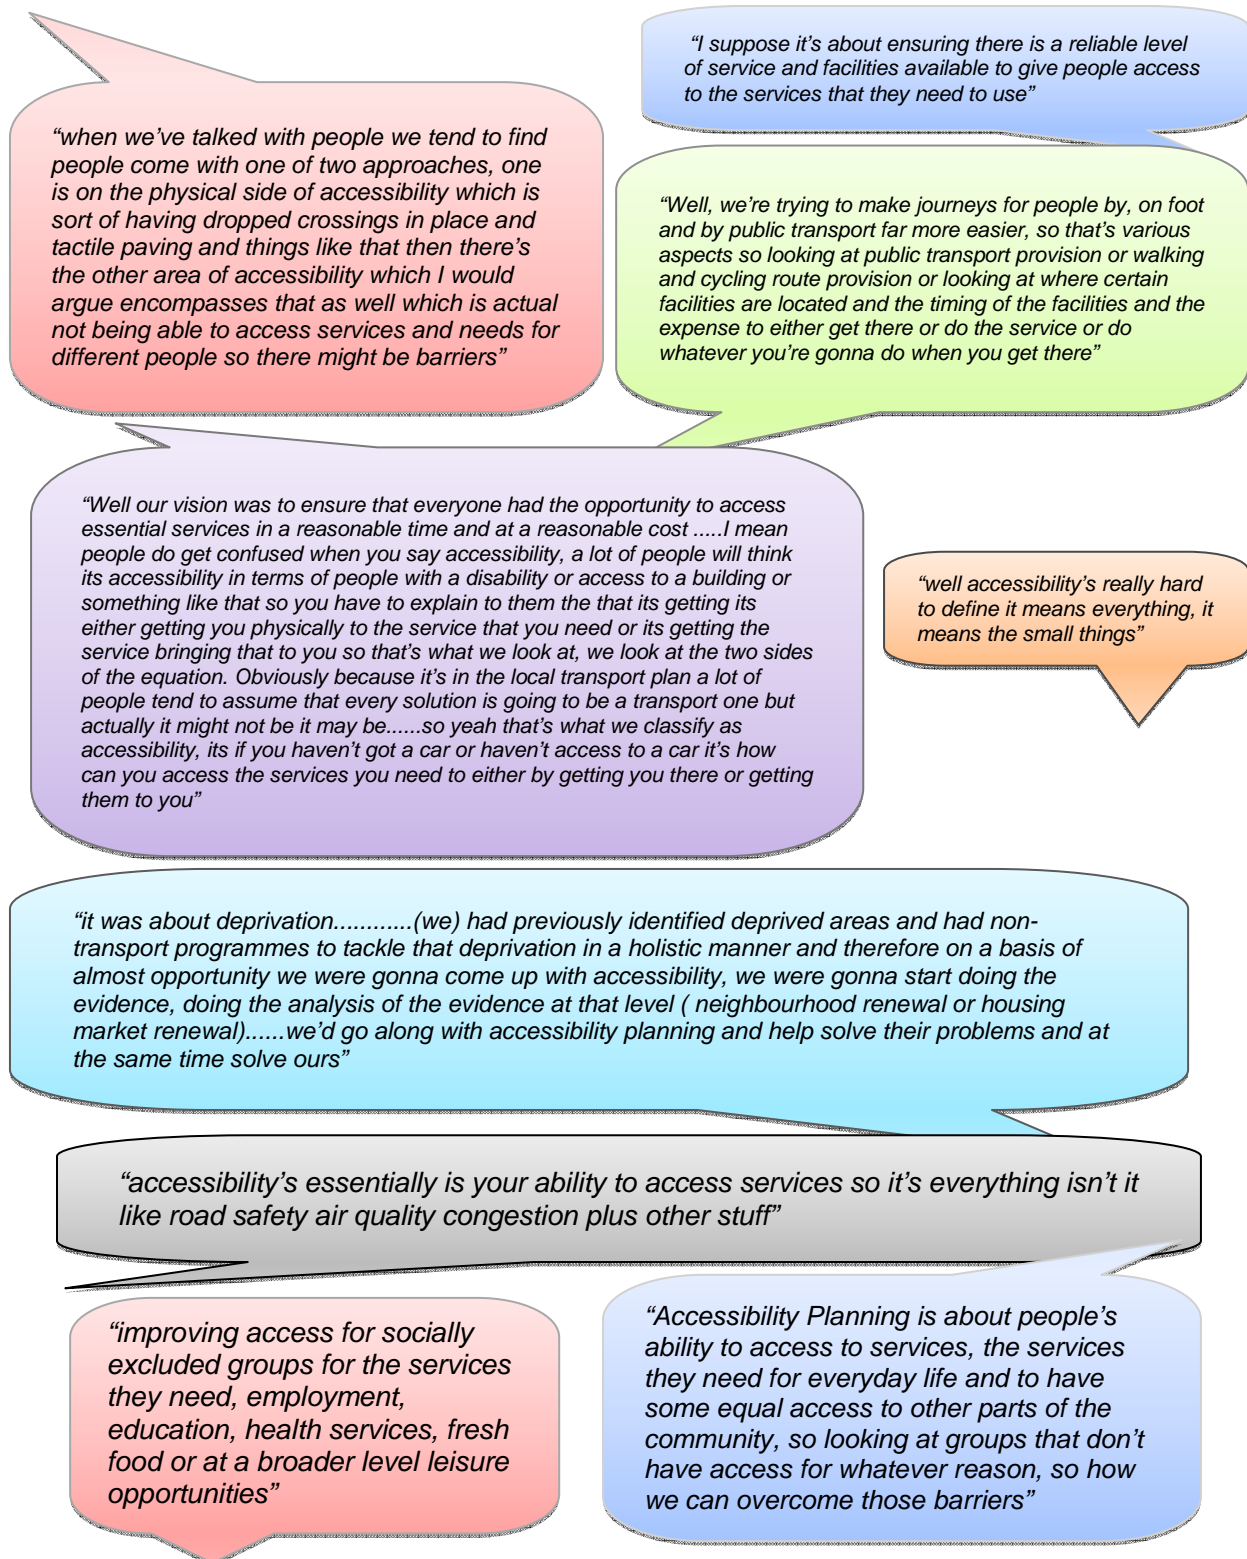 “I suppose it’s about ensuring there is a reliable level
of service and facilities available to give people access
to the services that they need to use”
“when we’ve talked with people we tend to find
people come with one of two approaches, one
is on the physical side of accessibility which is
sort of having dropped crossings in place and
tactile paving and things like that then there’s
the other area of accessibility which I would
argue encompasses that as well which is actual
not being able to access services and needs for
different people so there might be barriers”
“Well, we’re trying to make journeys for people by, on foot
and by public transport far more easier, so that’s various
aspects so looking at public transport provision or walking
and cycling route provision or looking at where certain
facilities are located and the timing of the facilities and the
expense to either get there or do the service or do
whatever you’re gonna do when you get there”
“Well our vision was to ensure that everyone had the opportunity to access
essential services in a reasonable time and at a reasonable cost .....I mean
people do get confused when you say accessibility, a lot of people will think
its accessibility in terms of people with a disability or access to a building or
something like that so you have to explain to them the that its getting its
either getting you physically to the service that you need or its getting the
service bringing that to you so that’s what we look at, we look at the two sides
of the equation. Obviously because it’s in the local transport plan a lot of
people tend to assume that every solution is going to be a transport one but
actually it might not be it may be......so yeah that’s what we classify as
accessibility, its if you haven’t got a car or haven’t access to a car it’s how
can you access the services you need to either by getting you there or getting
them to you”
“well accessibility’s really hard
to define it means everything, it
means the small things”
“it was about deprivation............(we) had previously identified deprived areas and had non-
transport programmes to tackle that deprivation in a holistic manner and therefore on a basis of
almost opportunity we were gonna come up with accessibility, we were gonna start doing the
evidence, doing the analysis of the evidence at that level ( neighbourhood renewal or housing
market renewal)......we’d go along with accessibility planning and help solve their problems and at
the same time solve ours”
“accessibility’s essentially is your ability to access services so it’s everything isn’t it
like road safety air quality congestion plus other stuff”
“improving access for socially
excluded groups for the services
they need, employment,
education, health services, fresh
food or at a broader level leisure
opportunities”
“Accessibility Planning is about people’s
ability to access to services, the services
they need for everyday life and to have
some equal access to other parts of the
community, so looking at groups that don’t
have access for whatever reason, so how
we can overcome those barriers”